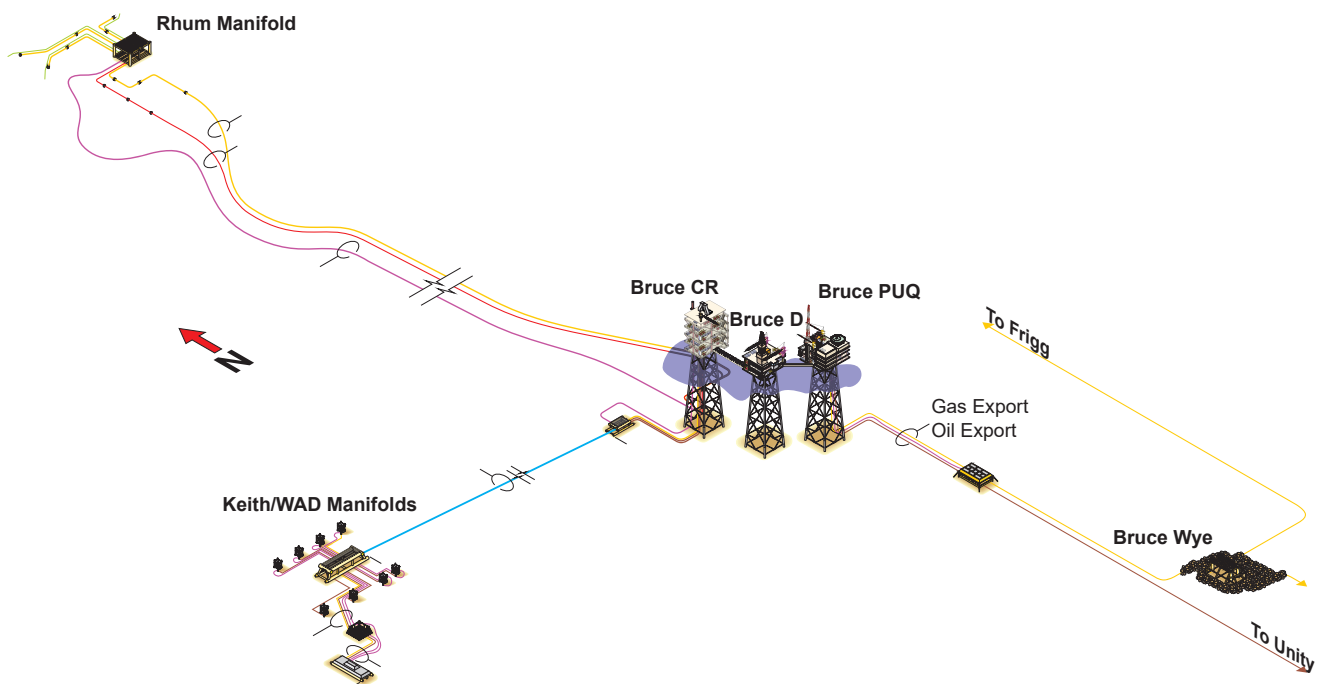 Rhum Manifold
Bruce CR
Bruce D
Bruce PUQ
To Frigg
N
Gas Export
Oil Export
Keith/WAD Manifolds
Bruce Wye
To Unity